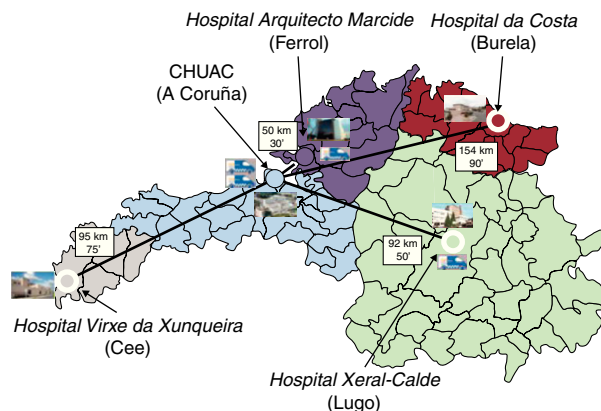 Hospital Arquitecto Marcide
(Ferrol)
Hospital da Costa
(Burela)
CHUAC
(A Coruña)
50 km
30'
154 km
90'
95 km
75'
92 km
50'
Hospital Virxe da Xunqueira
(Cee)
Hospital Xeral-Calde
(Lugo)